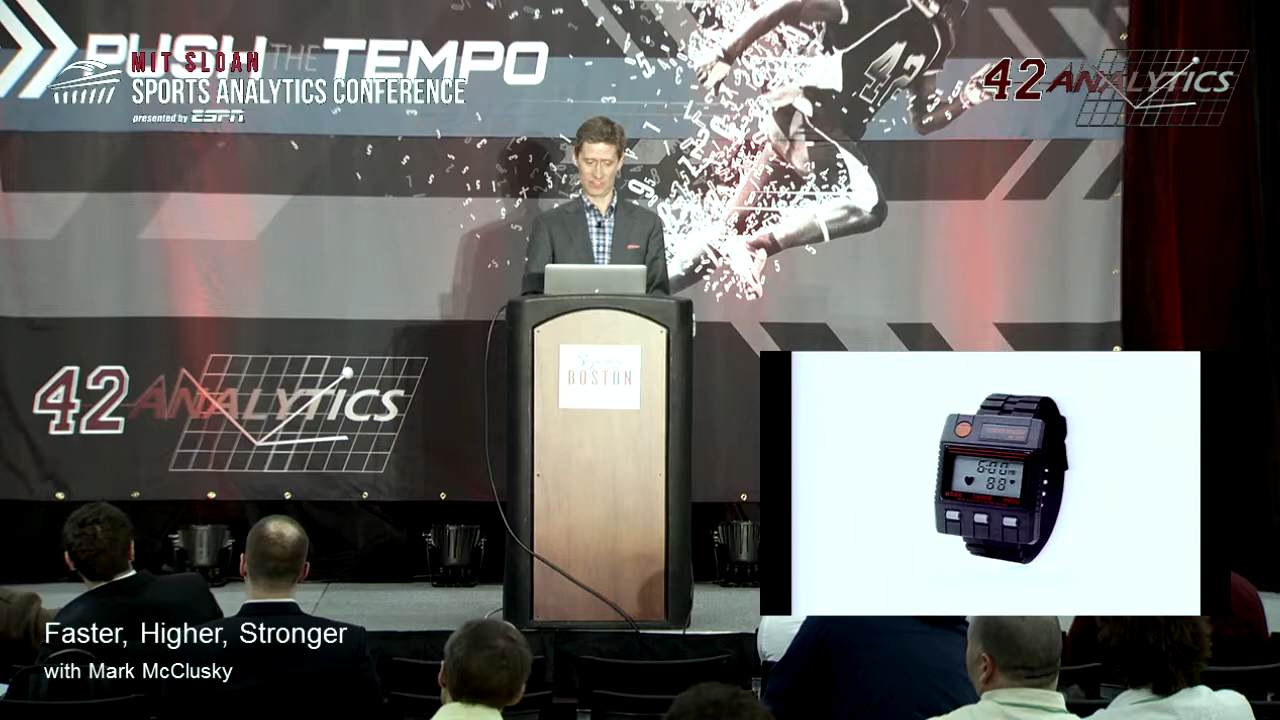 PUSH THE TEMPO
MIT SLOAN
SPORTS ANALYTICS CONFERENCE
presented by ESPN
42 ANALYTICS
42
42 ANALYTICS
BOSTON
6:00
88
Faster, Higher, Stronger
with Mark McClusky